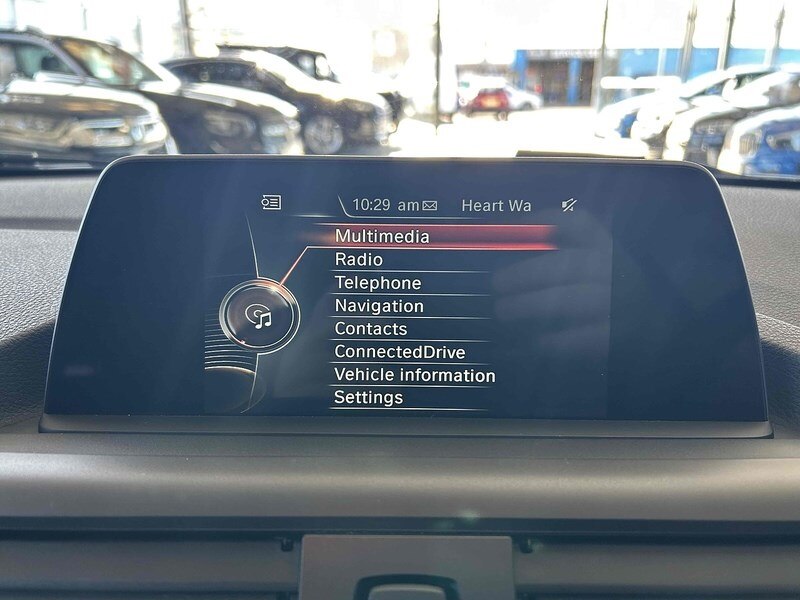 10:29 am Heart Wa
Multimedia
Radio
Telephone
Navigation
Contacts
ConnectedDrive
Vehicle information
Settings